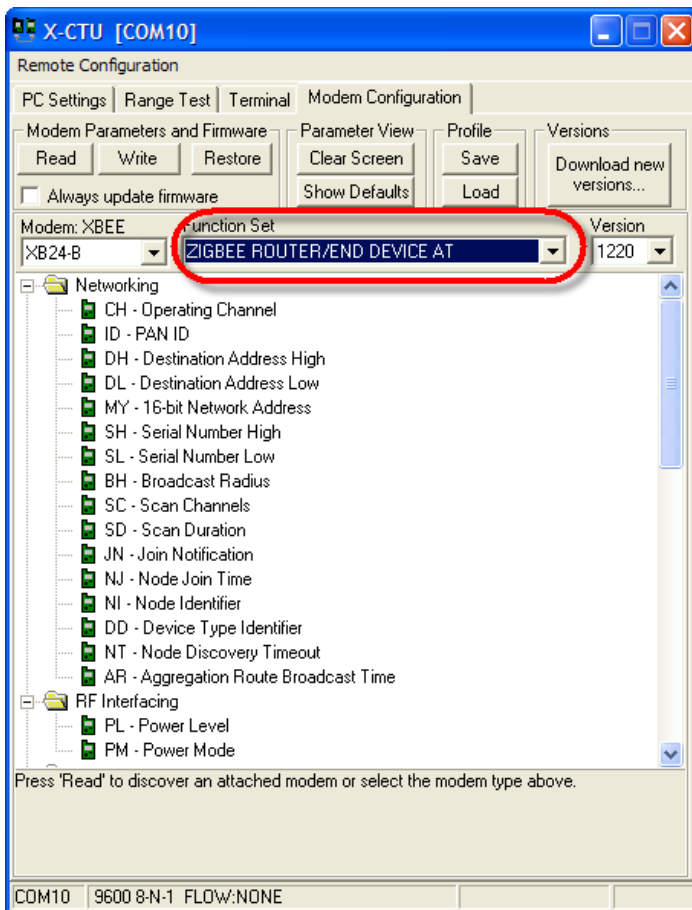 X-CTU [COM10]
Remote Configuration
PC Settings Range Test Terminal Modem Configuration
Modem Parameters and Firmware Parameter View Profile Versions
Read Write Restore Clear Screen Save Download new versions...
Always update firmware Show Defaults Load
Modem: XBEE Function Set Version
XB24-B ZIGBEE ROUTER/END DEVICE AT 1220
Networking
CH - Operating Channel
ID - PAN ID
DH - Destination Address High
DL - Destination Address Low
MY - 16-bit Network Address
SH - Serial Number High
SL - Serial Number Low
BH - Broadcast Radius
SC - Scan Channels
SD - Scan Duration
JN - Join Notification
NJ - Node Join Time
NI - Node Identifier
DD - Device Type Identifier
NT - Node Discovery Timeout
AR - Aggregation Route Broadcast Time
RF Interfacing
PL - Power Level
PM - Power Mode
Press 'Read' to discover an attached modem or select the modem type above.
COM10 9600 8-N-1 FLOW:NONE